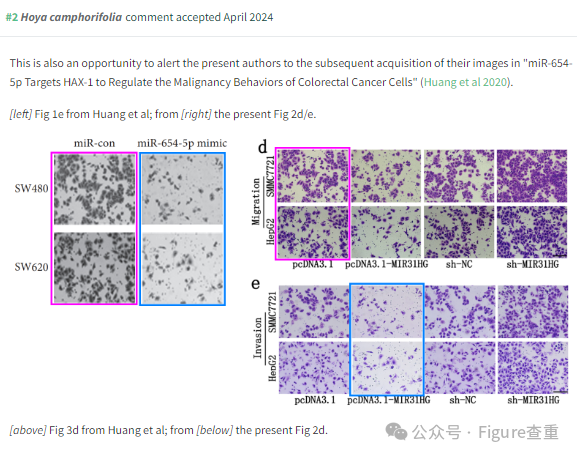 #2 Hoya camphorifolia comment accepted April 2024
This is also an opportunity to alert the present authors to the subsequent acquisition of their images in "miR-654-
5p Targets HAX-1 to Regulate the Malignancy Behaviors of Colorectal Cancer Cells" (Huang et al 2020).
[left] Fig 1e from Huang et al; from [right] the present Fig 2d/e.
miR-con miR-654-5p mimic
SW480
SW620
d
Migration
SMMC7721
HepG2
pcDNA3.1 pcDNA3.1-MIR31HG sh-NC sh-MIR31HG
e
Invasion
SMMC7721
HepG2
pcDNA3.1 pcDNA3.1-MIR31HG sh-NC sh-MIR31HG
[above] Fig 3d from Huang et al; from [below] the present Fig 2d.
公众号 · Figure查重